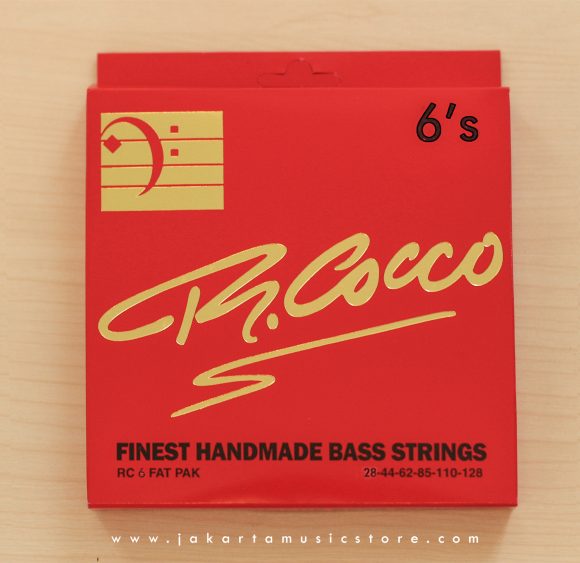 6's
R. Cocco
FINEST HANDMADE BASS STRINGS
RC 6 FAT PAK 28-44-62-85-110-128
www.jakartamusicstore.com